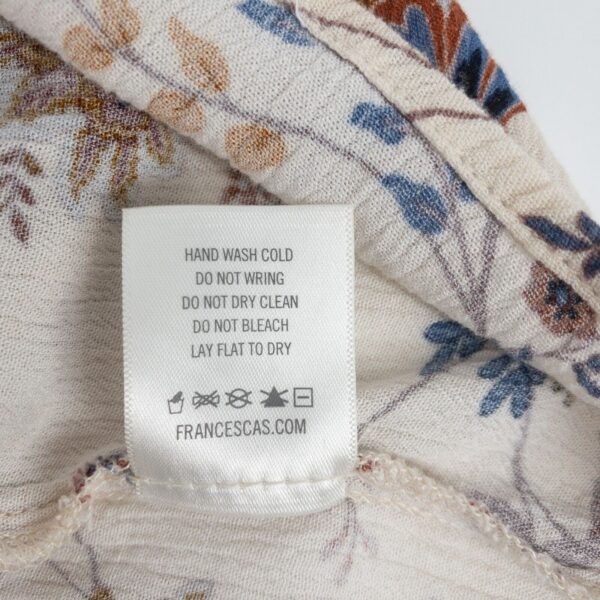 HAND WASH COLD
DO NOT WRING
DO NOT DRY CLEAN
DO NOT BLEACH
LAY FLAT TO DRY
FRANCESCAS.COM